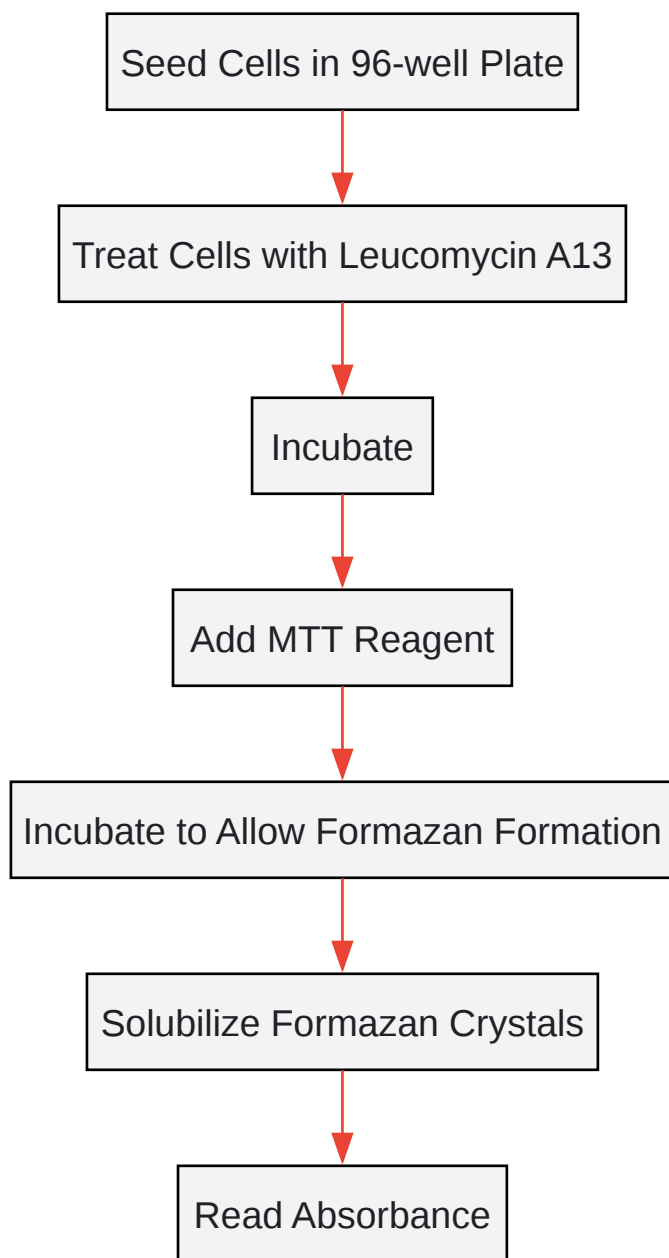 Seed Cells in 96-well Plate
Treat Cells with Leucomycin A13
Incubate
Add MTT Reagent
Incubate to Allow Formazan Formation
Solubilize Formazan Crystals
Read Absorbance